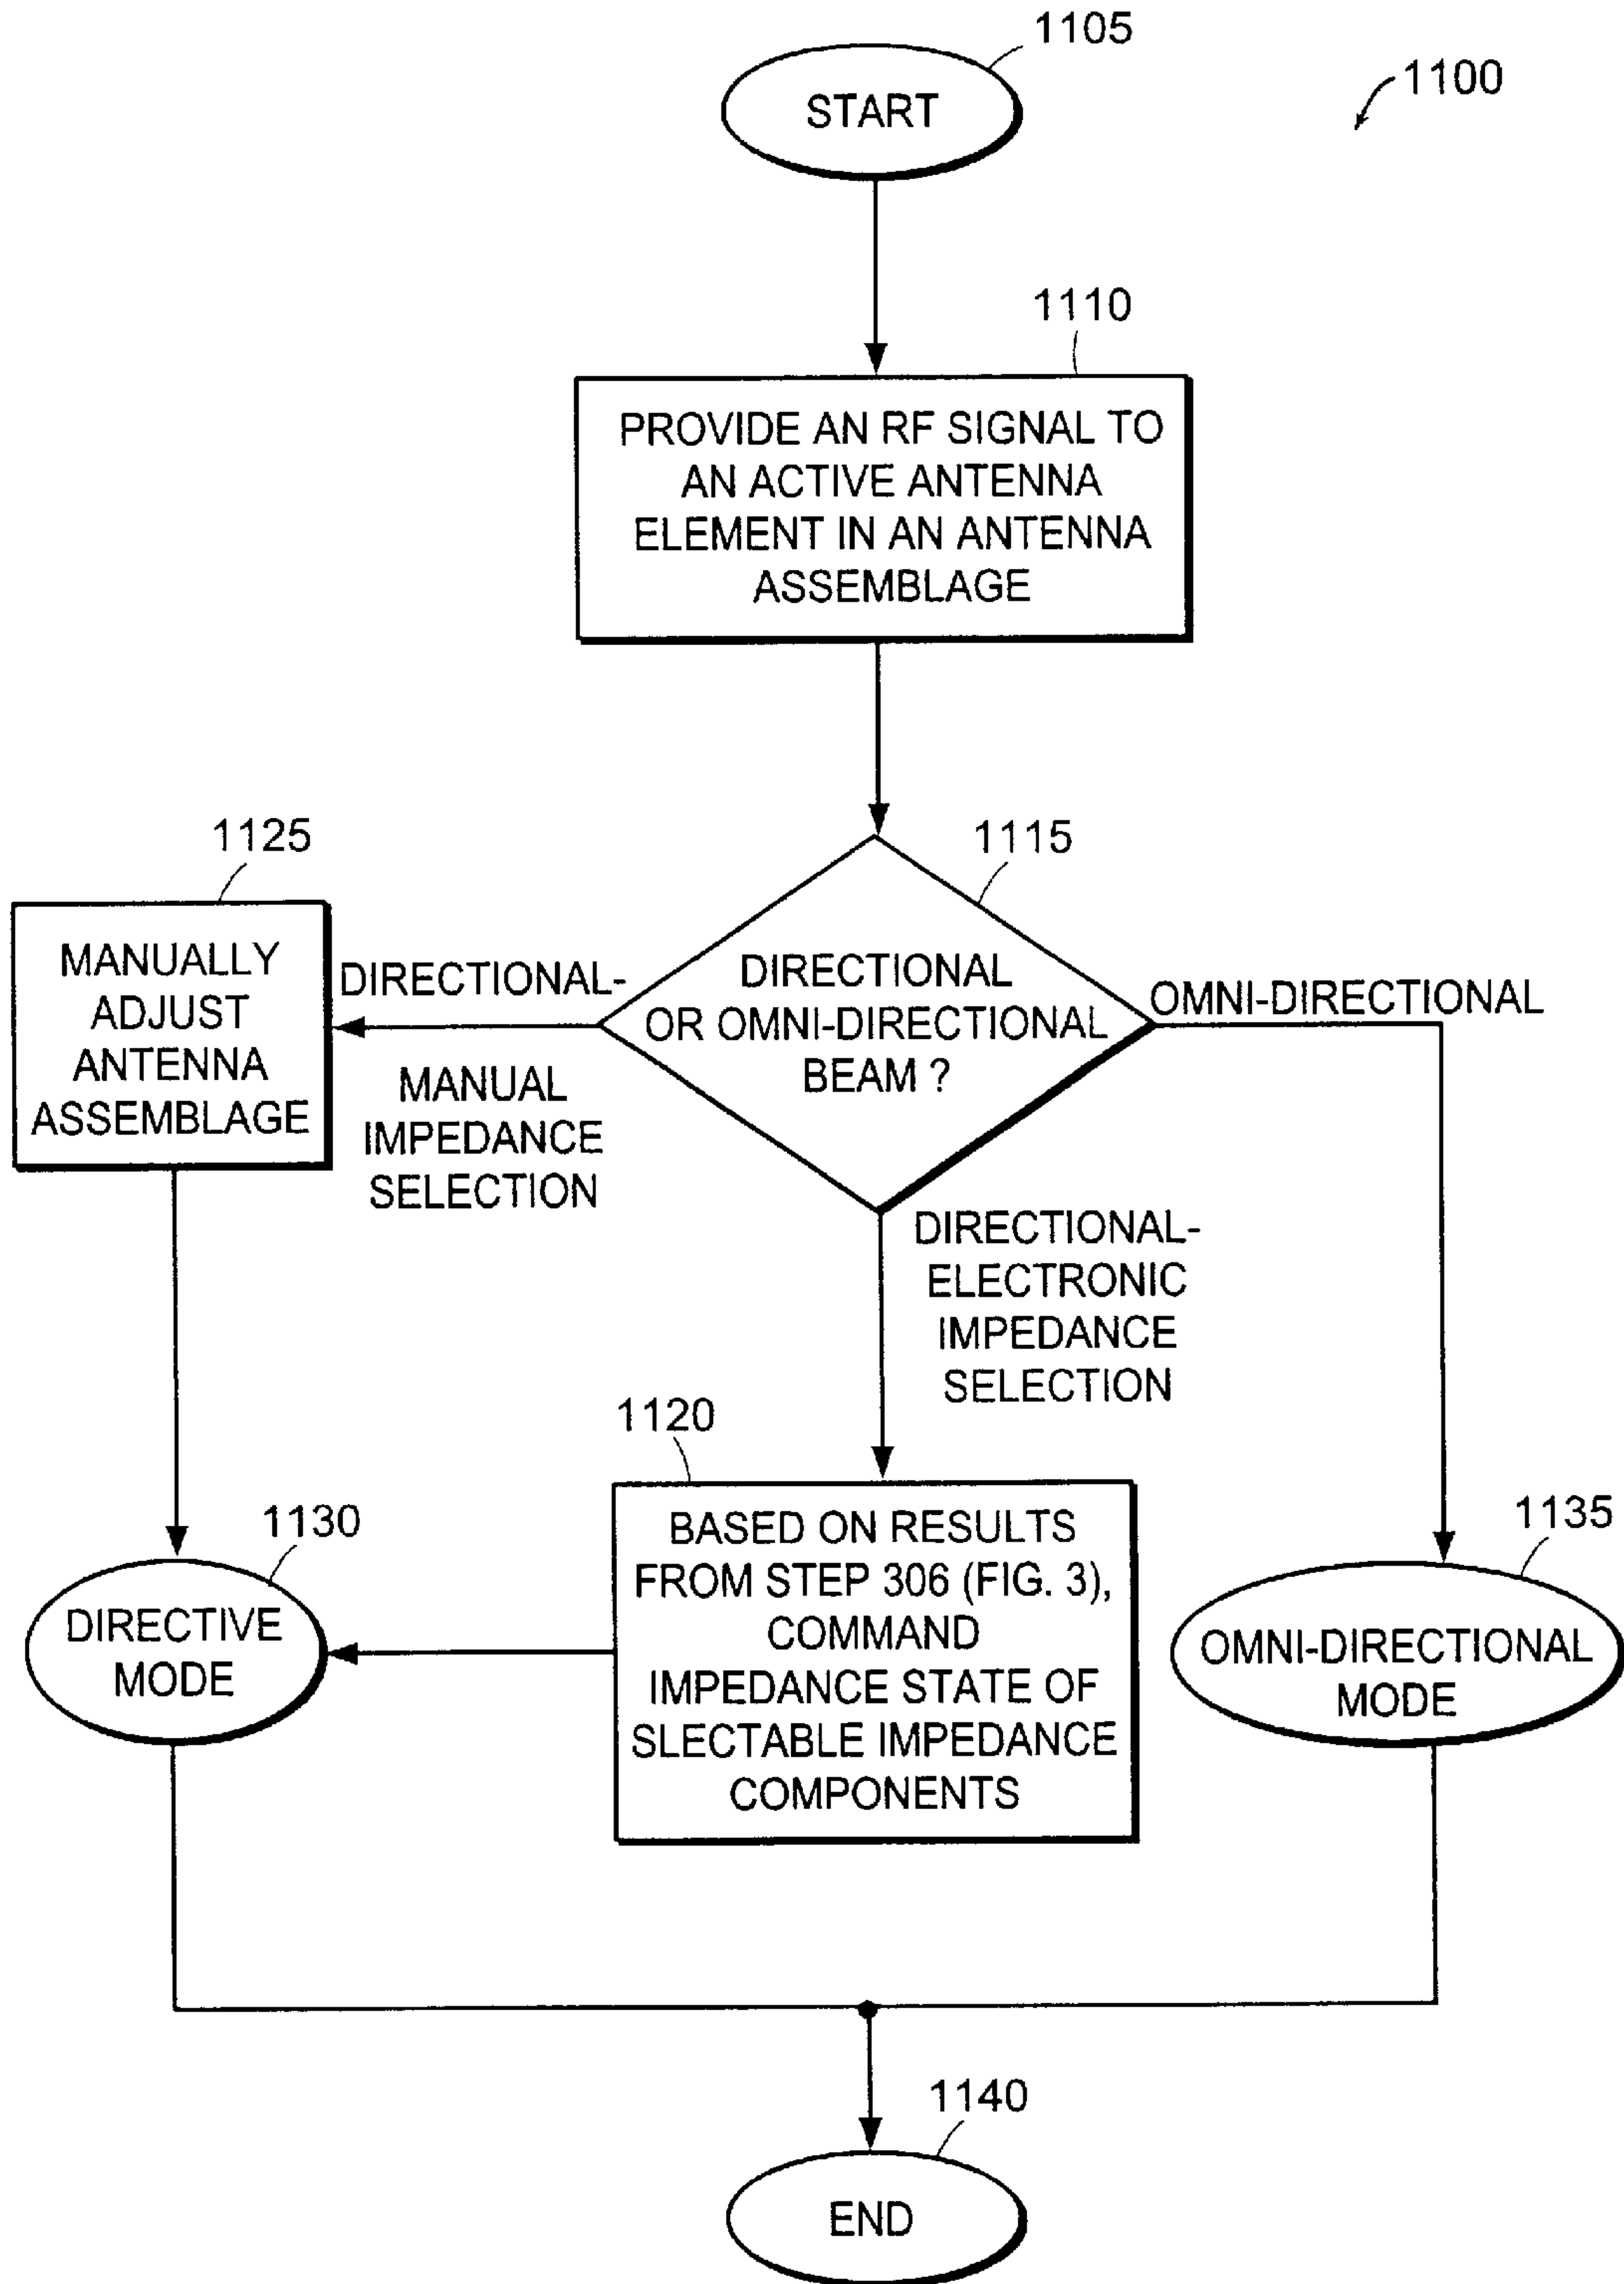 1105
START
1100
1110
PROVIDE AN RF SIGNAL TO
AN ACTIVE ANTENNA
ELEMENT IN AN ANTENNA
ASSEMBLAGE
1115
DIRECTIONAL
OR OMNI-DIRECTIONAL
BEAM ?
1125
MANUALLY
ADJUST
ANTENNA
ASSEMBLAGE
DIRECTIONAL-
MANUAL
IMPEDANCE
SELECTION
OMNI-DIRECTIONAL
DIRECTIONAL-
ELECTRONIC
IMPEDANCE
SELECTION
1120
BASED ON RESULTS
FROM STEP 306 (FIG. 3),
COMMAND
IMPEDANCE STATE OF
SLECTABLE IMPEDANCE
COMPONENTS
1130
DIRECTIVE
MODE
1135
OMNI-DIRECTIONAL
MODE
1140
END